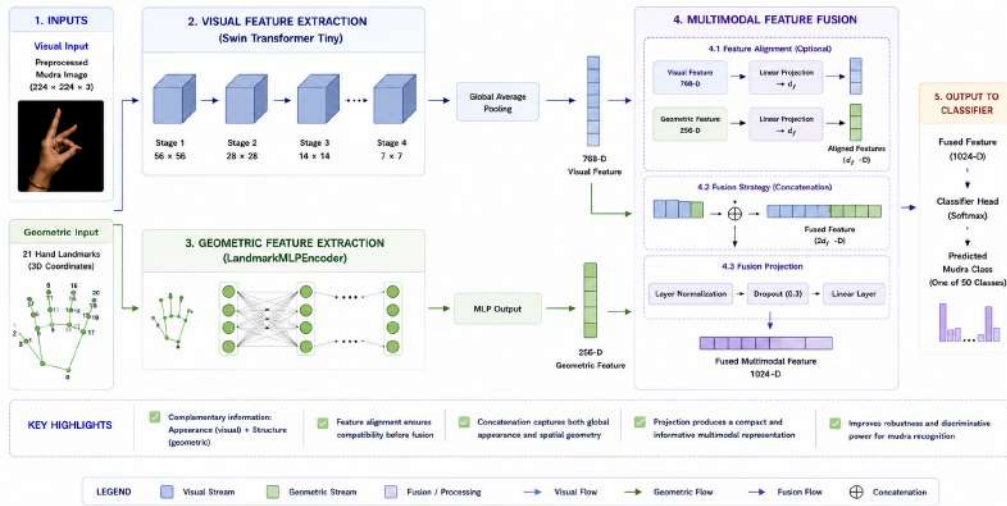 1. INPUTS
Visual Input
Preprocessed
Mudra Image
(224 × 224 × 3)
Geometric Input
21 Hand Landmarks
(3D Coordinates)
2. VISUAL FEATURE EXTRACTION
(Swin Transformer Tiny)
Stage 1
56 × 56
Stage 2
28 × 28
Stage 3
14 × 14
Stage 4
7 × 7
Global Average
Pooling
768-D
Visual Feature
3. GEOMETRIC FEATURE EXTRACTION
(LandmarkMLPEncoder)
MLP Output
256-D
Geometric Feature
4. MULTIMODAL FEATURE FUSION
4.1 Feature Alignment (Optional)
Visual Feature
768-D
Linear Projection
→ d_f
Geometric Feature
256-D
Linear Projection
→ d_f
Aligned Features
(d_f -D)
4.2 Fusion Strategy (Concatenation)
Fused Feature
(2d_f -D)
4.3 Fusion Projection
Layer Normalization
Dropout (0.3)
Linear Layer
Fused Multimodal Feature
1024-D
5. OUTPUT TO
CLASSIFIER
Fused Feature
(1024-D)
Classifier Head
(Softmax)
Predicted
Mudra Class
(One of 50 Classes)
KEY HIGHLIGHTS
Complementary information:
Appearance (visual) + Structure
(geometric)
Feature alignment ensures
compatibility before fusion
Concatenation captures both global
appearance and spatial geometry
Projection produces a compact and
informative multimodal representation
Improves robustness and discriminative
power for mudra recognition
LEGEND
Visual Stream
Geometric Stream
Fusion / Processing
Visual Flow
Geometric Flow
Fusion Flow
Concatenation